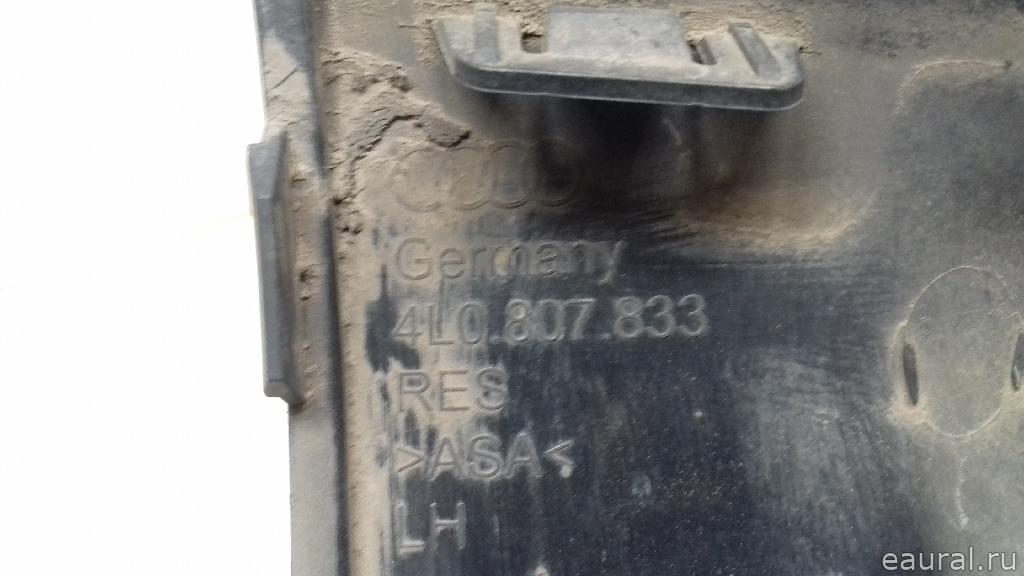 Germany
4L0.807.833
RES
>ASA<
LH
eaural.ru